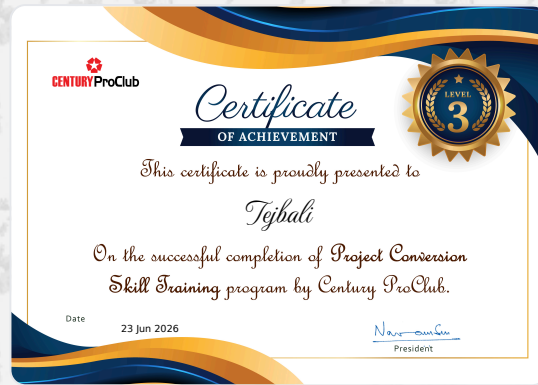 CENTURY ProClub
LEVEL
3
Certificate
OF ACHIEVEMENT
This certificate is proudly presented to
Tejbali
On the successful completion of Project Conversion
Skill Training program by Century ProClub.
Date
23 Jun 2026
President